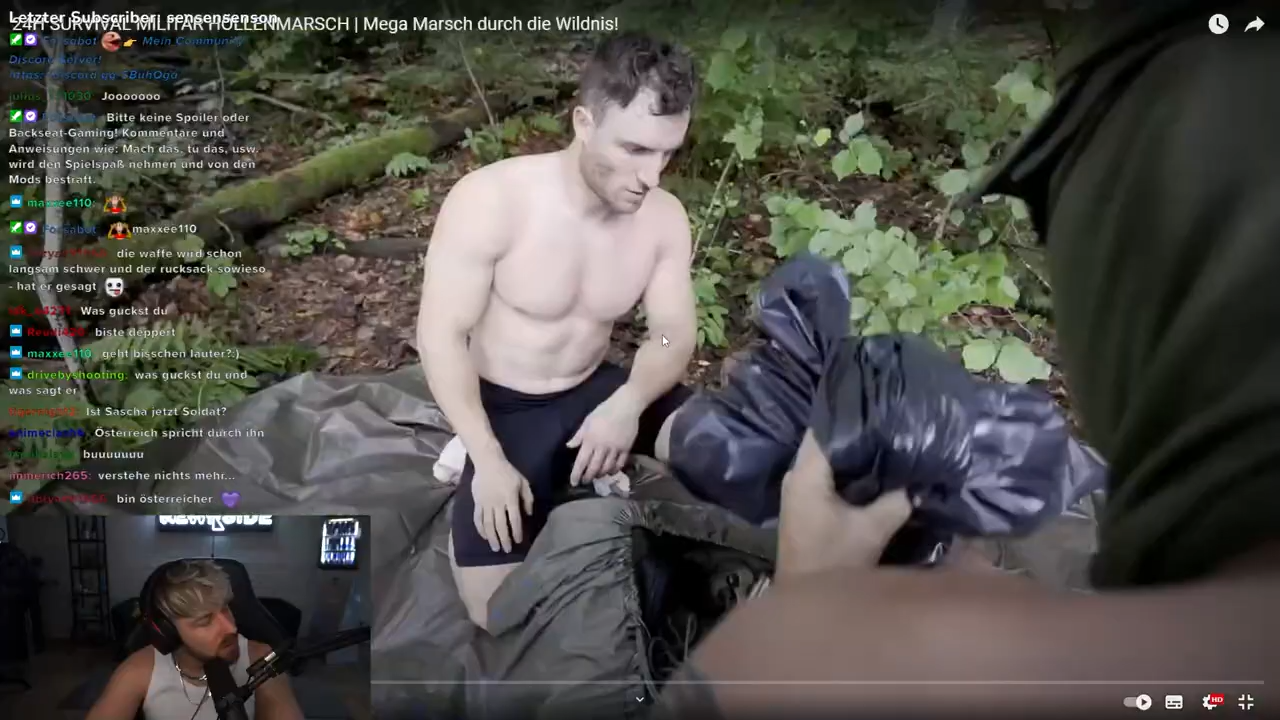 Letzter Subscriber: sensensenson
24H SURVIVAL MILITÄR HÖLLENMARSCH | Mega Marsch durch die Wildnis!
Mein Community
Discord Server!
Jooooooo
Bitte keine Spoiler oder
Backseat-Gaming! Kommentare und
Anweisungen wie: Mach das, tu das, usw.
wird den Spielspaß nehmen und von den
Mods bestraft.
maxxee110:
Forsabot maxxee110
die waffe wird schon
langsam schwer und der rucksack sowieso
- hat er gesagt
Was guckst du
biste deppert
maxxee110: geht bisschen lauter?:)
drivebyshooting: was guckst du und
was sagt er
Ist Sascha jetzt Soldat?
Österreich spricht durch ihn
buuuuuuu
immerich265: verstehe nichts mehr...
bin österreicher
HD